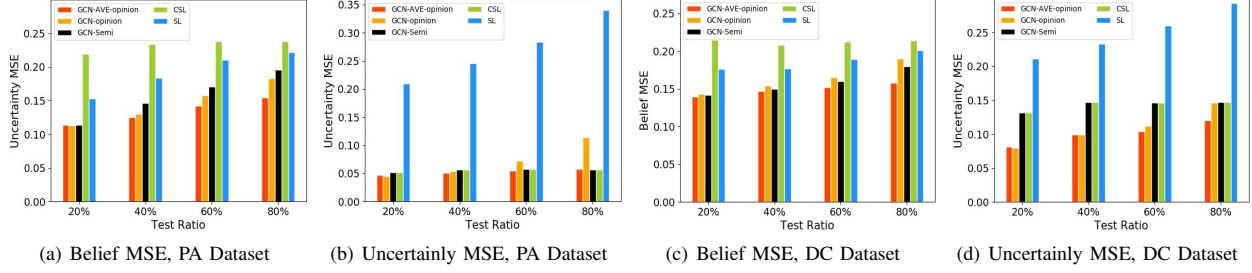 GCN-AVE-opinion
GCN-opinion
GCN-Semi
CSL
SL
Uncertainty MSE
0.25
0.20
0.15
0.10
0.05
0.00
20%
40%
60%
80%
Test Ratio
(a) Belief MSE, PA Dataset
GCN-AVE-opinion
GCN-opinion
GCN-Semi
CSL
SL
Uncertainty MSE
0.35
0.30
0.25
0.20
0.15
0.10
0.05
0.00
20%
40%
60%
80%
Test Ratio
(b) Uncertainly MSE, PA Dataset
GCN-AVE-opinion
GCN-opinion
GCN-Semi
CSL
SL
Belief MSE
0.25
0.20
0.15
0.10
0.05
0.00
20%
40%
60%
80%
Test Ratio
(c) Belief MSE, DC Dataset
GCN-AVE-opinion
GCN-opinion
GCN-Semi
CSL
SL
Uncertainty MSE
0.25
0.20
0.15
0.10
0.05
0.00
20%
40%
60%
80%
Test Ratio
(d) Uncertainly MSE, DC Dataset